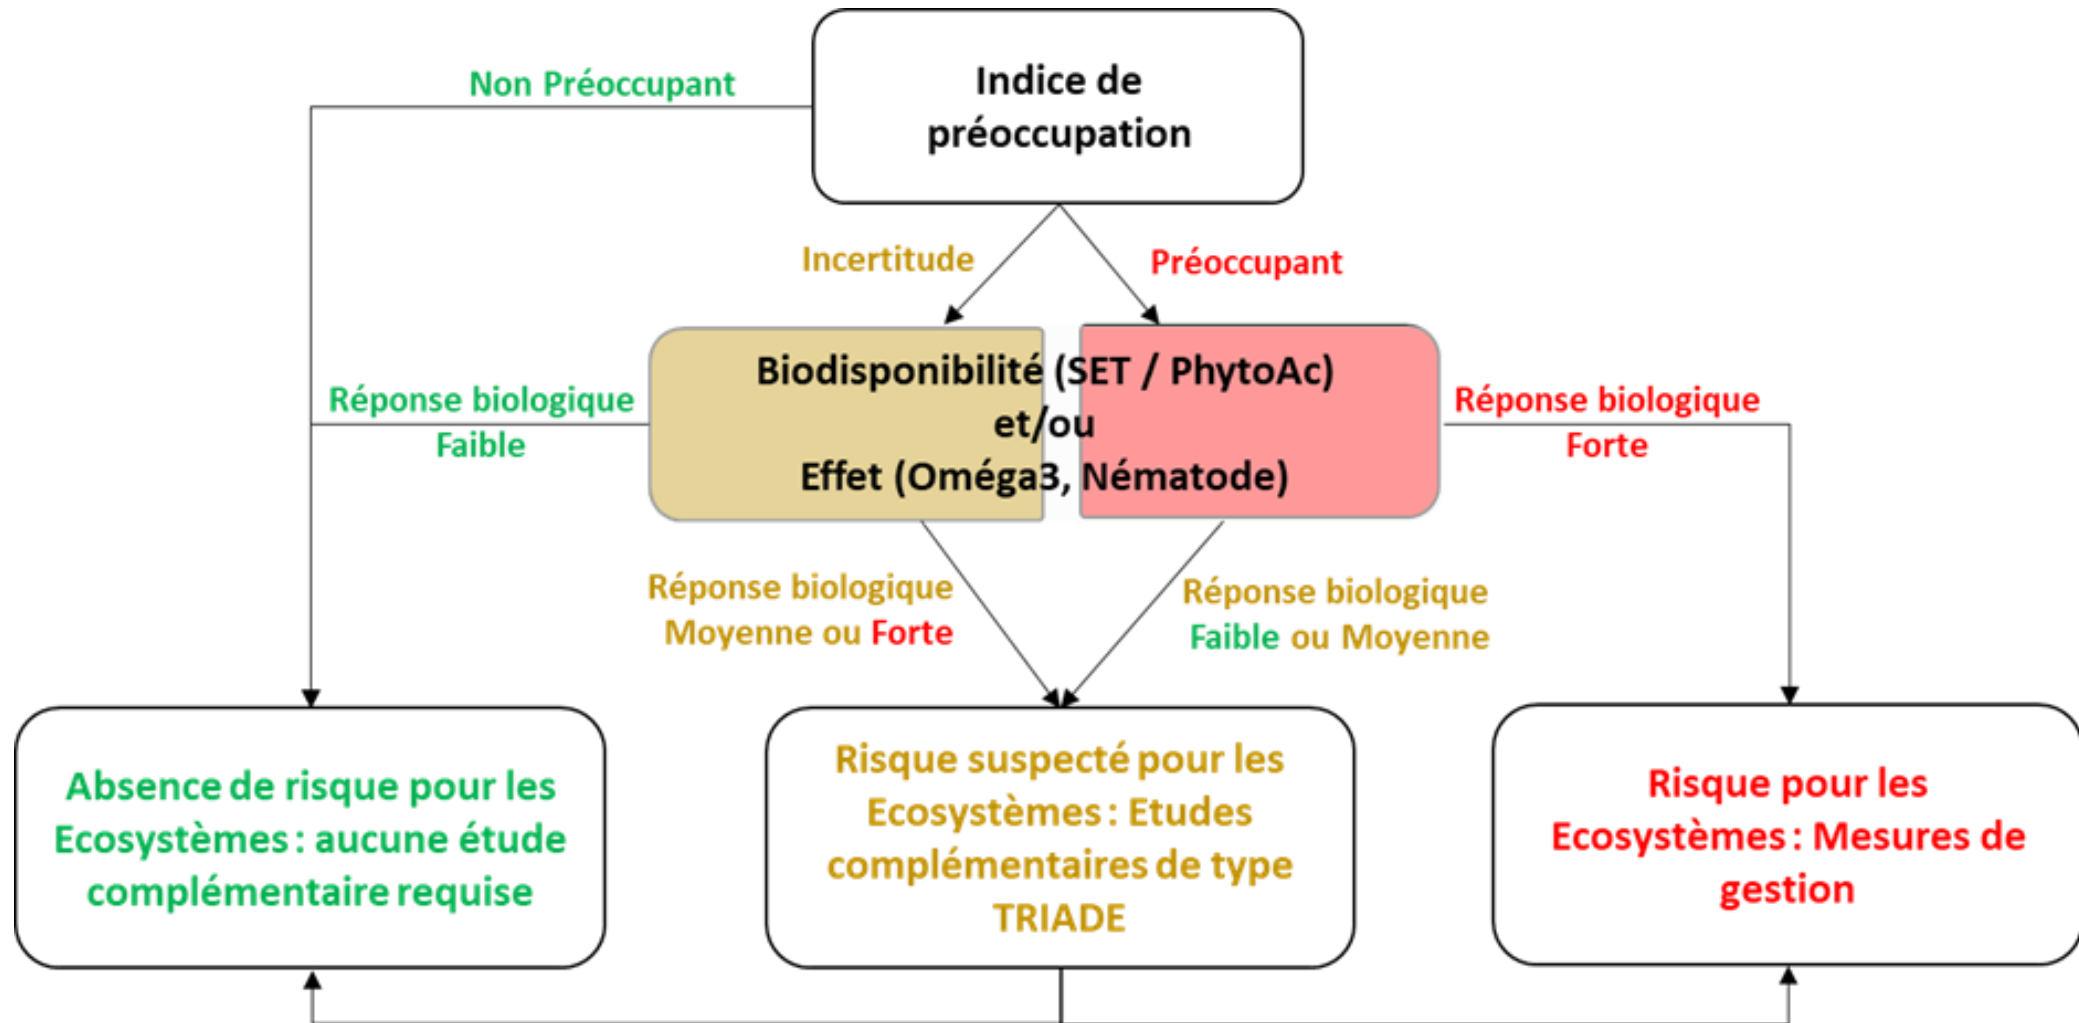 Indice de
préoccupation
Non Préoccupant
Incertitude
Préoccupant
Biodisponibilité (SET / PhytoAc)
et/ou
Effet (Oméga3, Nématode)
Réponse biologique
Faible
Réponse biologique
Forte
Réponse biologique
Moyenne ou Forte
Réponse biologique
Faible ou Moyenne
Absence de risque pour les
Ecosystèmes : aucune étude
complémentaire requise
Risque suspecté pour les
Ecosystèmes : Etudes
complémentaires de type
TRIADE
Risque pour les
Ecosystèmes : Mesures de
gestion